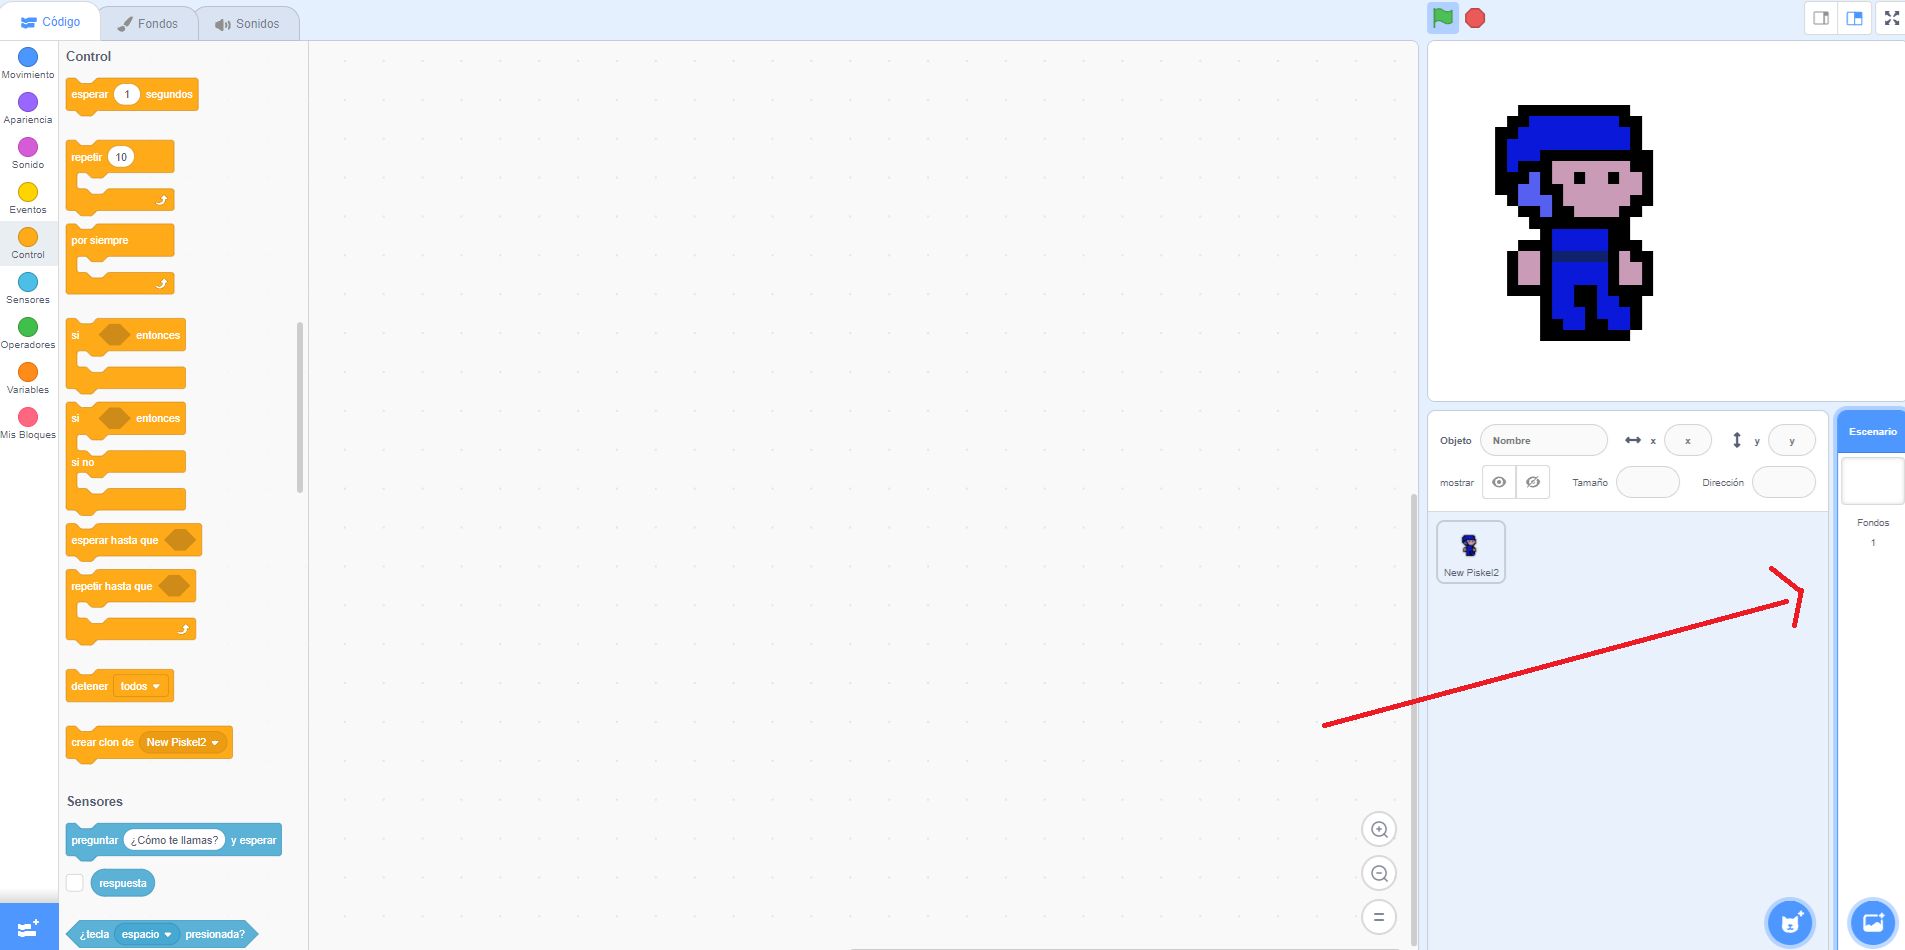 Código
Fondos
Sonidos
Movimiento
Apariencia
Sonido
Eventos
Control
Sensores
Operadores
Variables
Mis Bloques
Control
esperar 1 segundos
repetir 10
por siempre
si entonces
si entonces
si no
esperar hasta que
repetir hasta que
detener todos
crear clon de New Piskel2
Sensores
preguntar ¿Cómo te llamas? y esperar
respuesta
¿tecla espacio presionada?
Objeto Nombre x x y y
mostrar Tamaño Dirección
New Piskel2
Escenario
Fondos
1